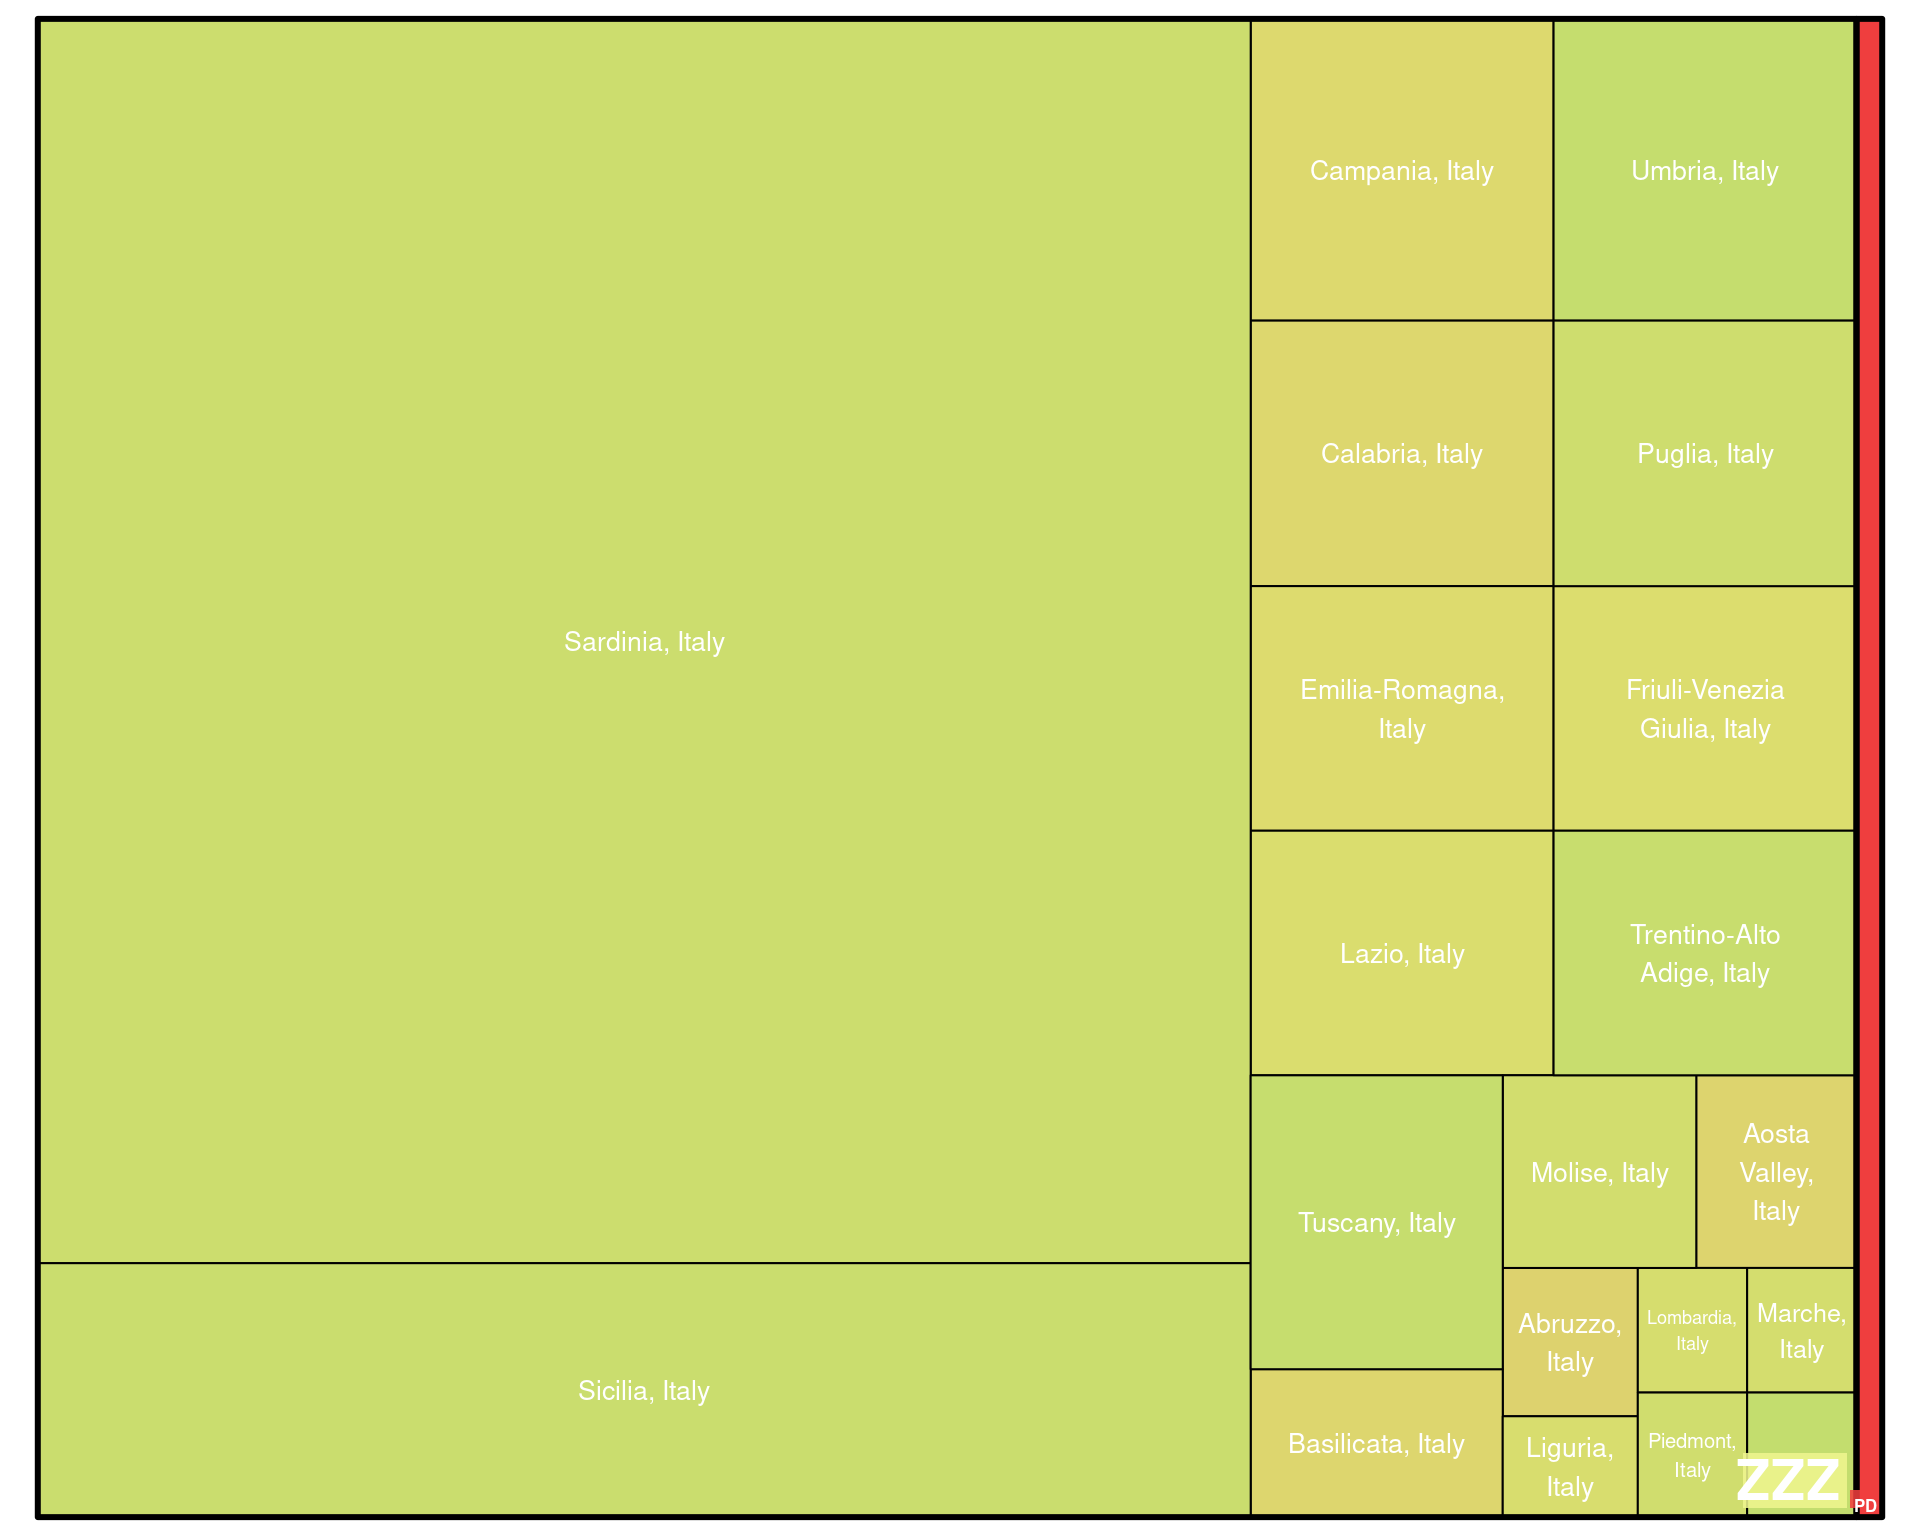 Sardinia, Italy
Sicilia, Italy
Campania, Italy
Umbria, Italy
Calabria, Italy
Puglia, Italy
Emilia-Romagna,
Italy
Friuli-Venezia
Giulia, Italy
Lazio, Italy
Trentino-Alto
Adige, Italy
Tuscany, Italy
Molise, Italy
Aosta
Valley,
Italy
Basilicata, Italy
Abruzzo,
Italy
Lombardia,
Italy
Marche,
Italy
Liguria,
Italy
Piedmont,
Italy
ZZZ
PD